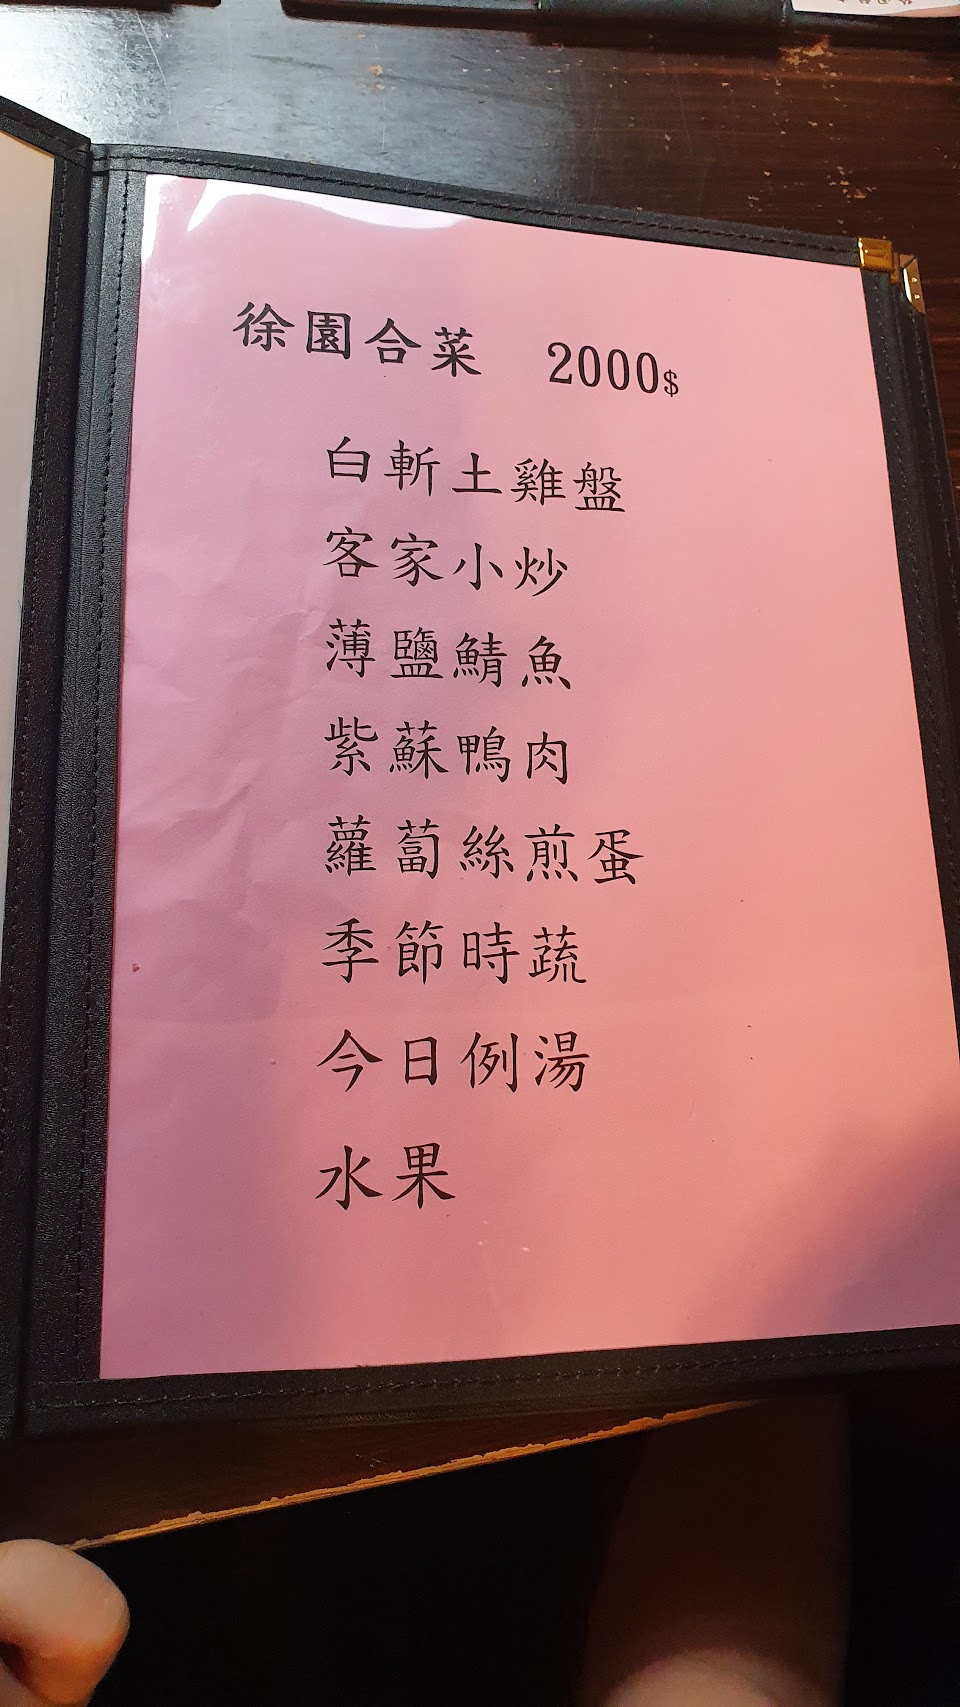 徐園合菜 2000$
白斬土雞盤
客家小炒
薄鹽鯖魚
紫蘇鴨肉
蘿蔔絲煎蛋
季節時蔬
今日例湯
水果